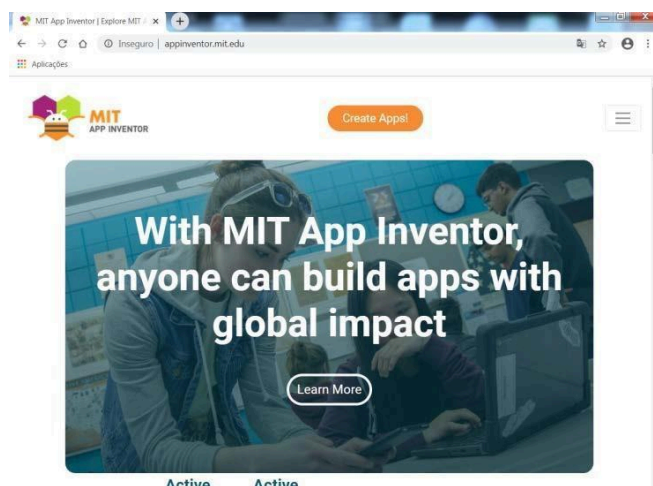 MIT App Inventor | Explore MIT A
Inseguro | appinventor.mit.edu
Aplicações
MIT
APP INVENTOR
Create Apps!
With MIT App Inventor,
anyone can build apps with
global impact
Learn More
Active Active